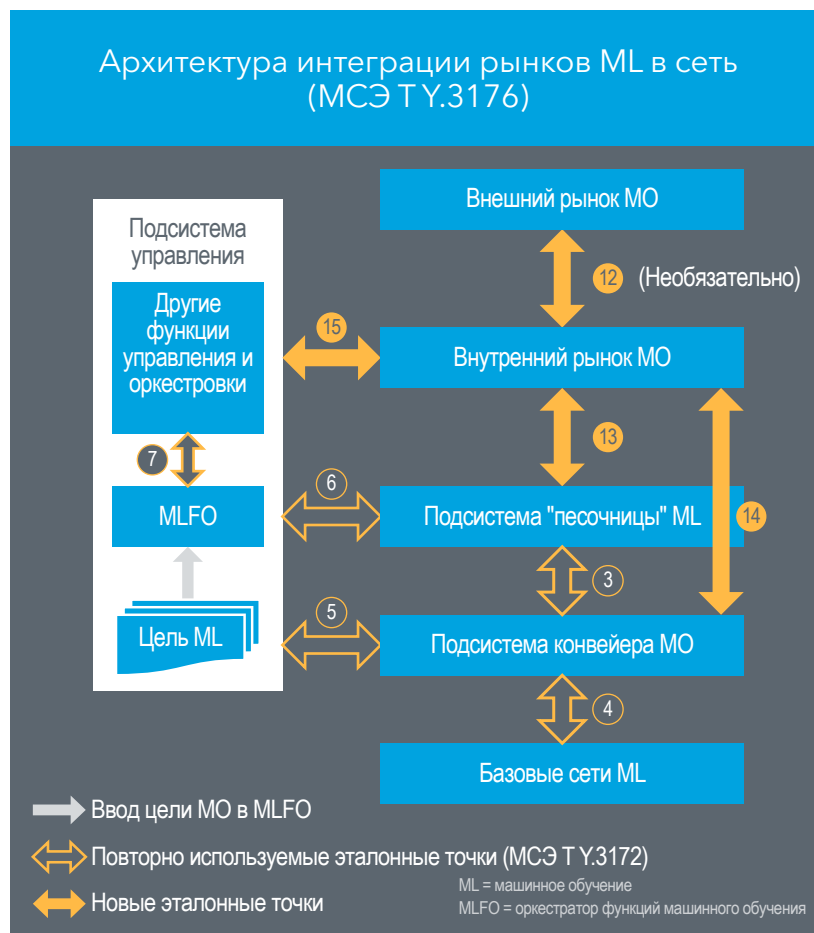 Архитектура интеграции рынков ML в сеть
(МСЭ T Y.3176)
Подсистема
управления
Внешний рынок МО
12 (Необязательно)
Другие
функции
управления и
оркестровки
15
Внутренний рынок МО
13
7
6
MLFO
Подсистема "песочницы" ML
14
3
5
Цель ML
Подсистема конвейера МО
4
Базовые сети ML
Ввод цели МО в MLFO
Повторно используемые эталонные точки (МСЭ T Y.3172)
Новые эталонные точки
ML = машинное обучение
MLFO = оркестратор функций машинного обучения